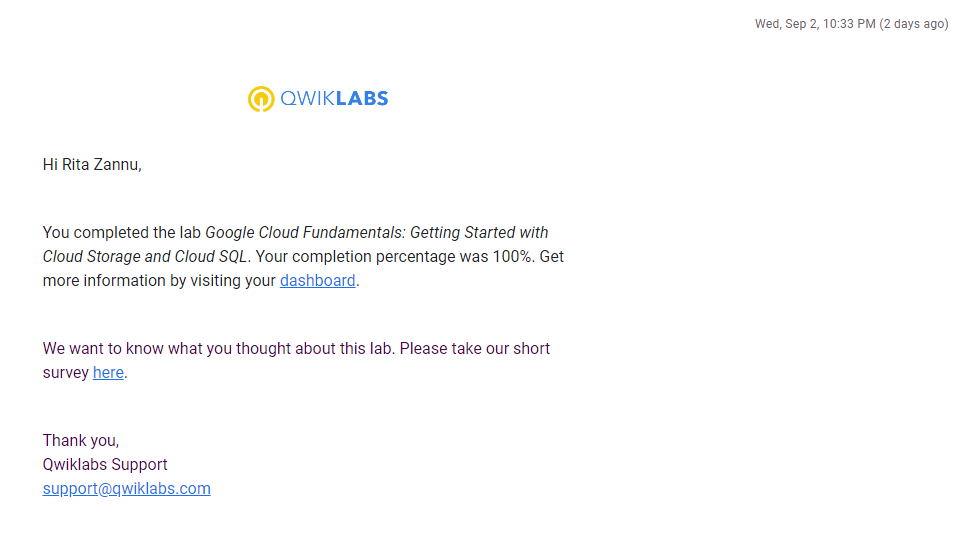 Wed, Sep 2, 10:33 PM (2 days ago)
QWIKLABS
Hi Rita Zannu,
You completed the lab Google Cloud Fundamentals: Getting Started with
Cloud Storage and Cloud SQL. Your completion percentage was 100%. Get
more information by visiting your dashboard.
We want to know what you thought about this lab. Please take our short
survey here.
Thank you,
Qwiklabs Support
support@qwiklabs.com